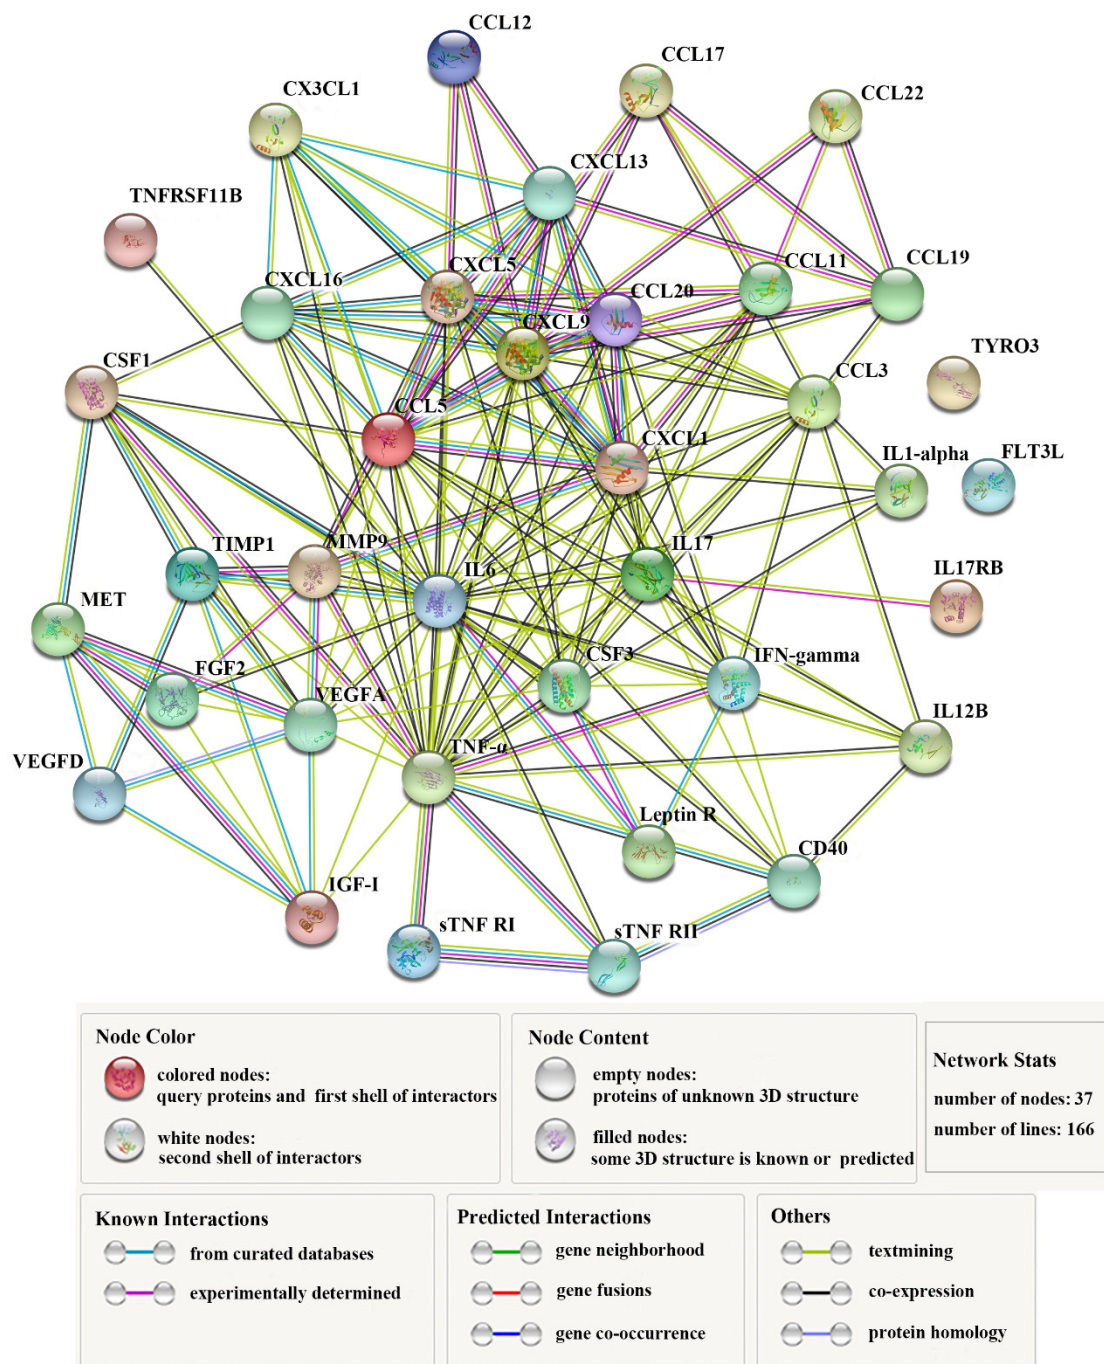 CCL12
CCL17
CX3CL1
CCL22
CXCL13
TNFRSF11B
CCL11
CCL19
CXCL5
CXCL16
CCL20
CXCL9
TYRO3
CSF1
CCL3
CCL5
CXCL1
IL1-alpha
FLT3L
TIMP1
MMP9
IL17
IL6
IL17RB
MET
CSF3
IFN-gamma
FGF2
VEGFA
IL12B
TNF-α
VEGFD
Leptin R
CD40
IGF-I
sTNF RI
sTNF RII
Node Color
colored nodes:
query proteins and first shell of interactors
white nodes:
second shell of interactors
Node Content
empty nodes:
proteins of unknown 3D structure
filled nodes:
some 3D structure is known or predicted
Network Stats
number of nodes: 37
number of lines: 166
Known Interactions
from curated databases
experimentally determined
Predicted Interactions
gene neighborhood
gene fusions
gene co-occurrence
Others
textmining
co-expression
protein homology